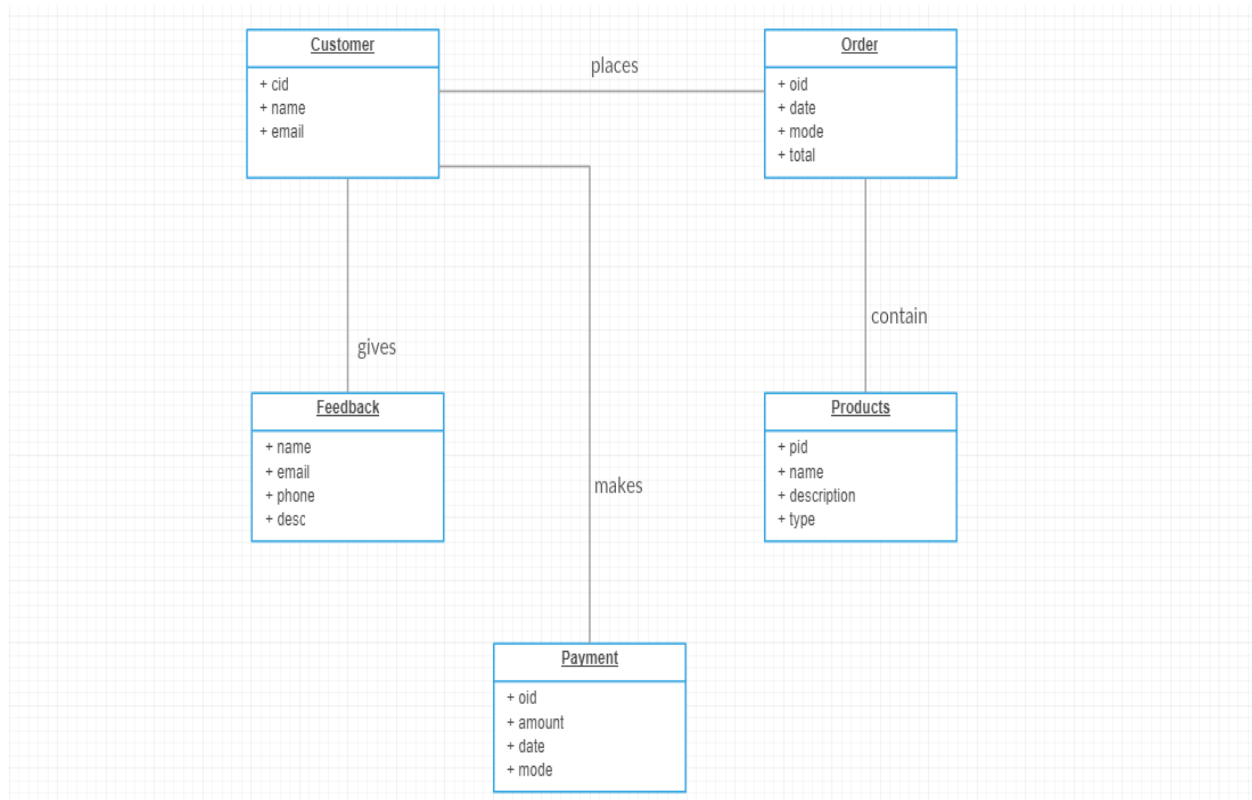 Customer
+ cid
+ name
+ email
places
Order
+ oid
+ date
+ mode
+ total
gives
contain
Feedback
+ name
+ email
+ phone
+ desc
makes
Products
+ pid
+ name
+ description
+ type
Payment
+ oid
+ amount
+ date
+ mode